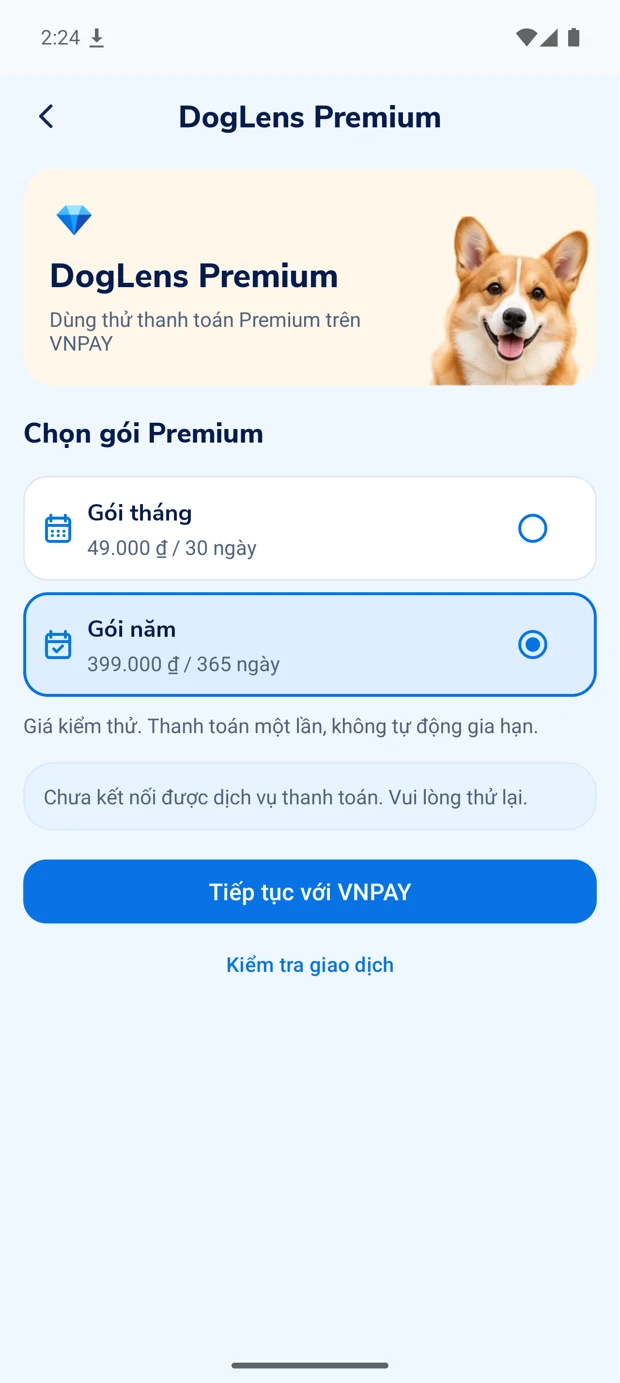 2:24
DogLens Premium
DogLens Premium
Dùng thử thanh toán Premium trên
VNPAY
Chọn gói Premium
Gói tháng
49.000 ₫ / 30 ngày
Gói năm
399.000 ₫ / 365 ngày
Giá kiểm thử. Thanh toán một lần, không tự động gia hạn.
Chưa kết nối được dịch vụ thanh toán. Vui lòng thử lại.
Tiếp tục với VNPAY
Kiểm tra giao dịch